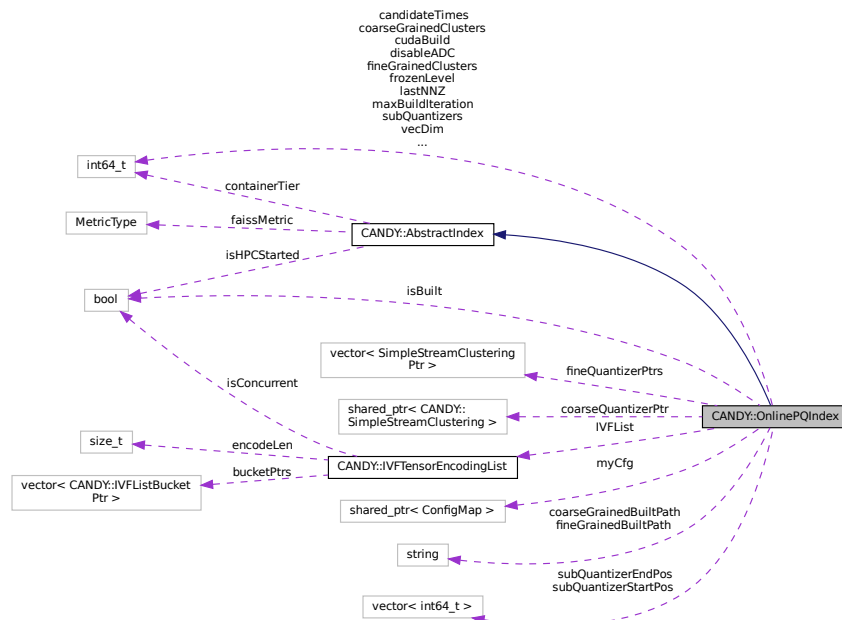 candidateTimes
coarseGrainedClusters
cudaBuild
disableADC
fineGrainedClusters
frozenLevel
lastNNZ
maxBuildIteration
subQuantizers
vecDim
...
int64_t
containerTier
MetricType
faissMetric
CANDY::AbstractIndex
isHPCStarted
bool
isBuilt
vector< SimpleStreamClustering
Ptr >
fineQuantizerPtrs
isConcurrent
shared_ptr< CANDY::
SimpleStreamClustering >
coarseQuantizerPtr
CANDY::OnlinePQIndex
IVFList
size_t
encodeLen
CANDY::IVFTensorEncodingList
bucketPtrs
vector< CANDY::IVFListBucket
Ptr >
myCfg
shared_ptr< ConfigMap >
coarseGrainedBuiltPath
fineGrainedBuiltPath
string
subQuantizerEndPos
subQuantizerStartPos
vector< int64_t >